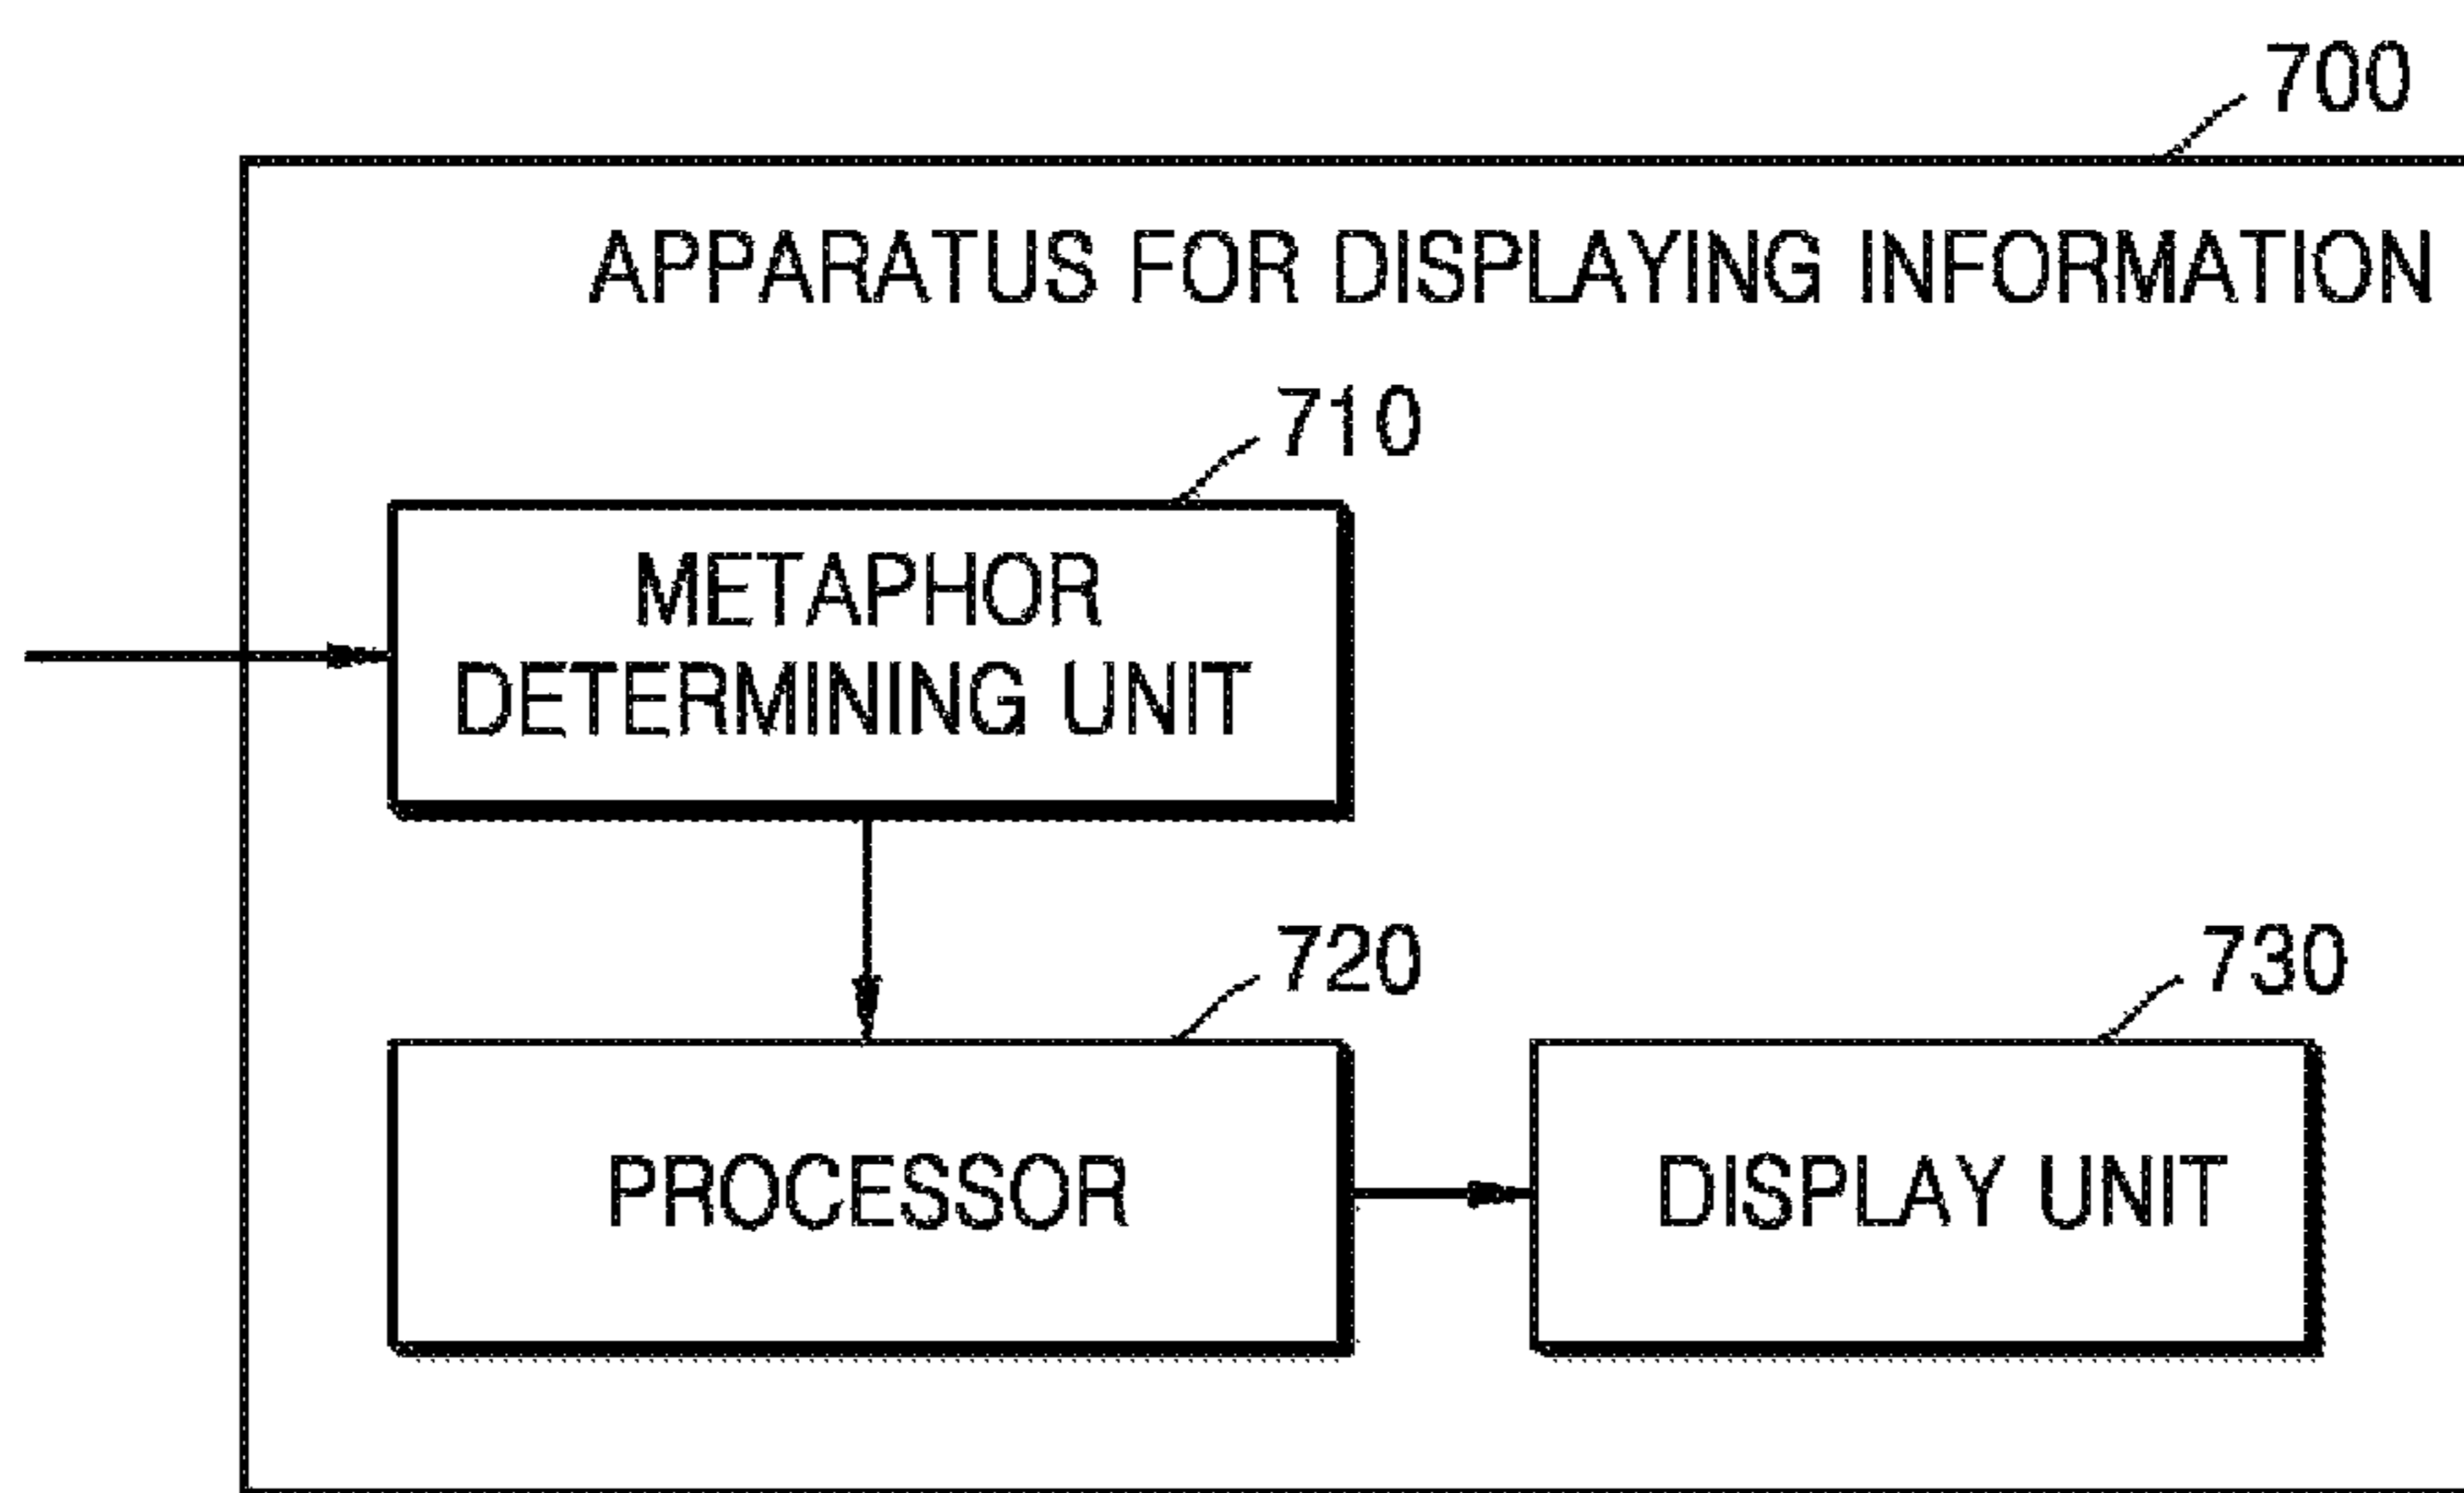 700
APPARATUS FOR DISPLAYING INFORMATION
710
METAPHOR
DETERMINING UNIT
720
730
PROCESSOR
DISPLAY UNIT